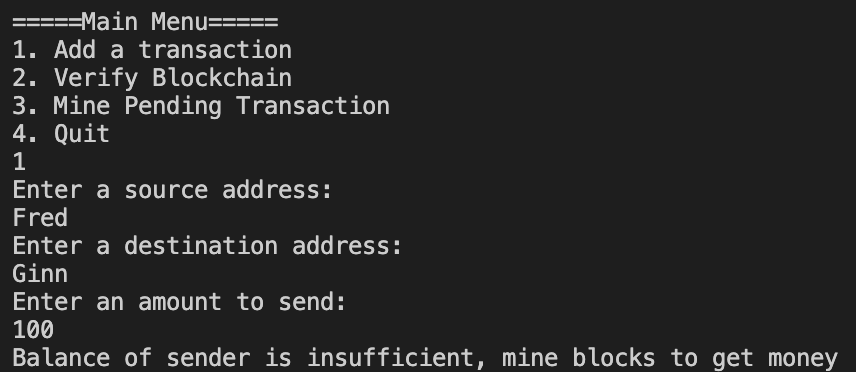 =====Main Menu=====
1. Add a transaction
2. Verify Blockchain
3. Mine Pending Transaction
4. Quit
1
Enter a source address:
Fred
Enter a destination address:
Ginn
Enter an amount to send:
100
Balance of sender is insufficient, mine blocks to get money